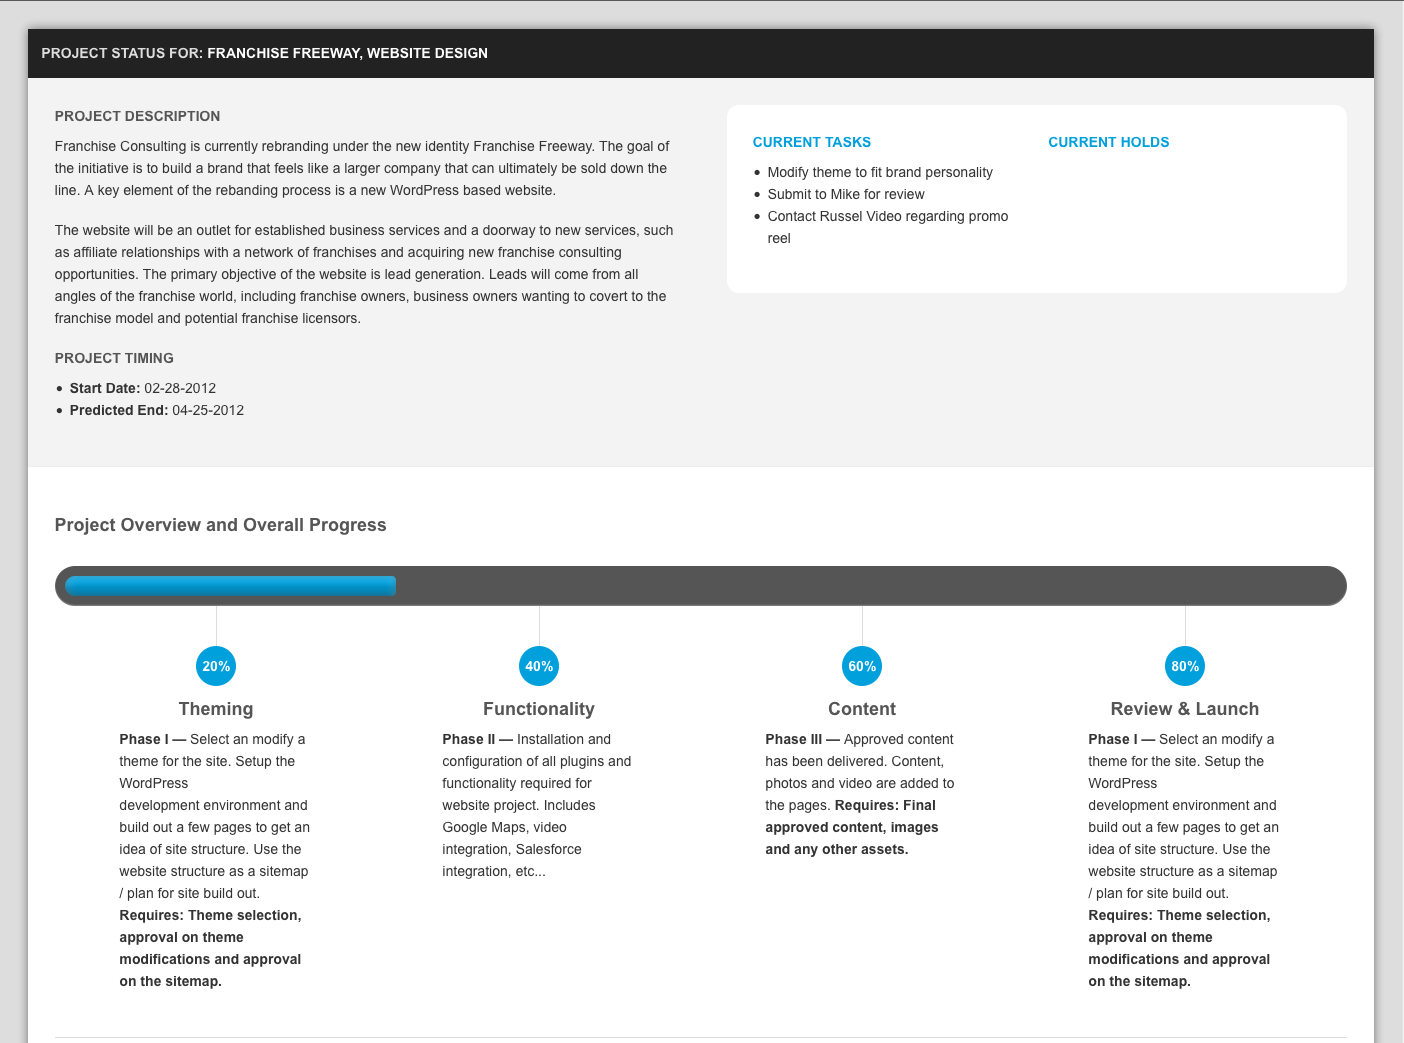 PROJECT STATUS FOR: FRANCHISE FREEWAY, WEBSITE DESIGN
PROJECT DESCRIPTION
Franchise Consulting is currently rebranding under the new identity Franchise Freeway. The goal of
the initiative is to build a brand that feels like a larger company that can ultimately be sold down the
line. A key element of the rebanding process is a new WordPress based website.
The website will be an outlet for established business services and a doorway to new services, such
as affiliate relationships with a network of franchises and acquiring new franchise consulting
opportunities. The primary objective of the website is lead generation. Leads will come from all
angles of the franchise world, including franchise owners, business owners wanting to covert to the
franchise model and potential franchise licensors.
PROJECT TIMING
• Start Date: 02-28-2012
• Predicted End: 04-25-2012
CURRENT TASKS
• Modify theme to fit brand personality
• Submit to Mike for review
• Contact Russel Video regarding promo
reel
CURRENT HOLDS
Project Overview and Overall Progress
20%
Theming
Phase I — Select an modify a
theme for the site. Setup the
WordPress
development environment and
build out a few pages to get an
idea of site structure. Use the
website structure as a sitemap
/ plan for site build out.
Requires: Theme selection,
approval on theme
modifications and approval
on the sitemap.
40%
Functionality
Phase II — Installation and
configuration of all plugins and
functionality required for
website project. Includes
Google Maps, video
integration, Salesforce
integration, etc...
60%
Content
Phase III — Approved content
has been delivered. Content,
photos and video are added to
the pages. Requires: Final
approved content, images
and any other assets.
80%
Review & Launch
Phase I — Select an modify a
theme for the site. Setup the
WordPress
development environment and
build out a few pages to get an
idea of site structure. Use the
website structure as a sitemap
/ plan for site build out.
Requires: Theme selection,
approval on theme
modifications and approval
on the sitemap.